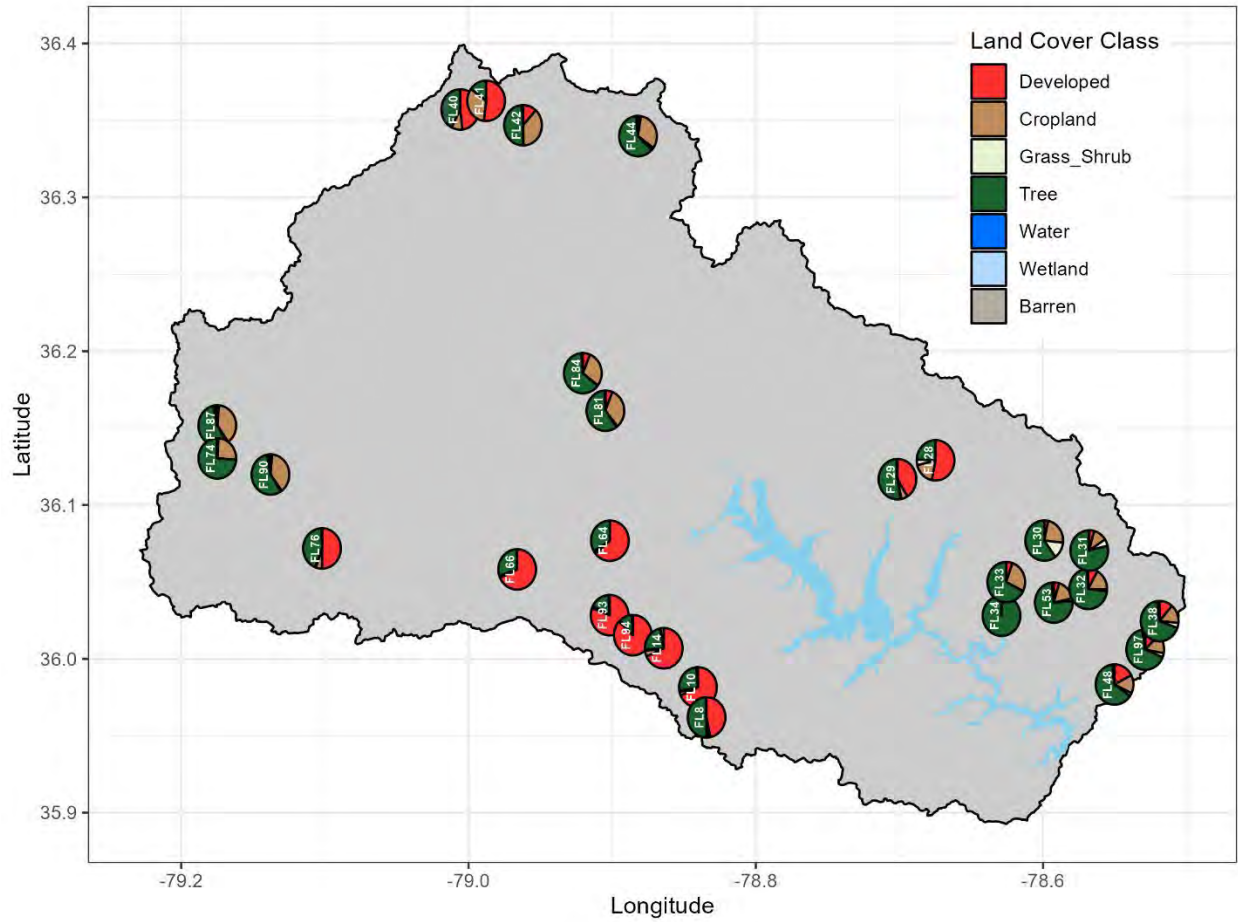 Land Cover Class
Developed
Cropland
Grass_Shrub
Tree
Water
Wetland
Barren
36.4
36.3
36.2
36.1
36.0
35.9
Latitude
FL40
FL41
FL42
FL44
FL84
FL81
FL87
FL74
FL90
FL76
FL66
FL64
FL93
FL94
FL14
FL10
FL8
FL29
FL28
FL30
FL31
FL33
FL32
FL53
FL34
FL38
FL97
FL48
-79.2
-79.0
-78.8
-78.6
Longitude